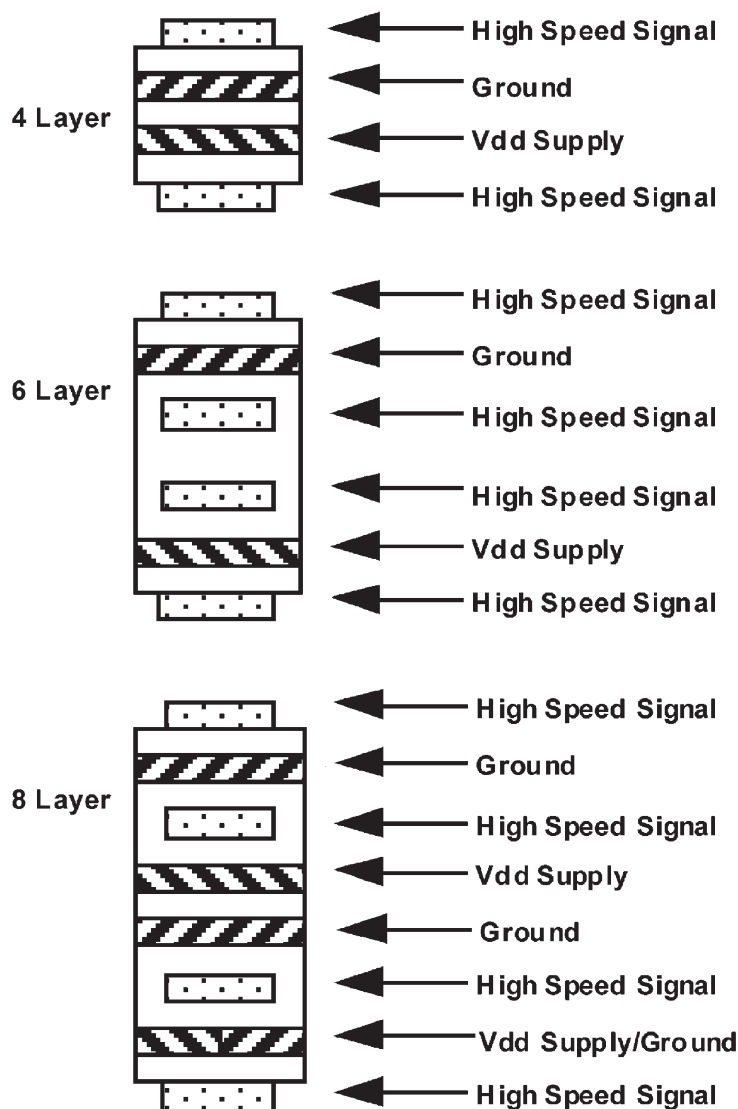 High Speed Signal
Ground
4 Layer
Vdd Supply
High Speed Signal
High Speed Signal
Ground
6 Layer
High Speed Signal
High Speed Signal
Vdd Supply
High Speed Signal
High Speed Signal
Ground
8 Layer
High Speed Signal
Vdd Supply
Ground
High Speed Signal
Vdd Supply/Ground
High Speed Signal